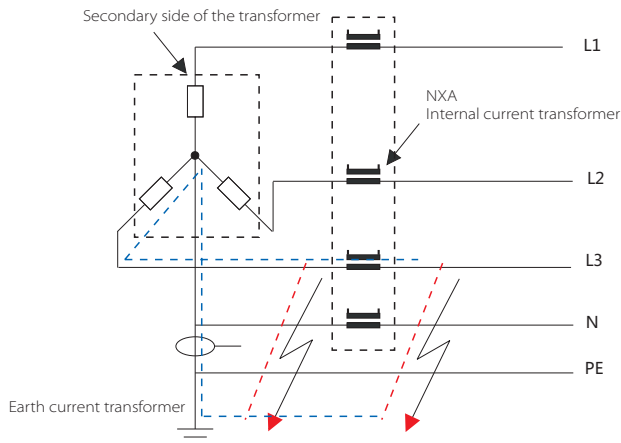 Secondary side of the transformer
L1
NXA
Internal current transformer
L2
L3
N
PE
Earth current transformer